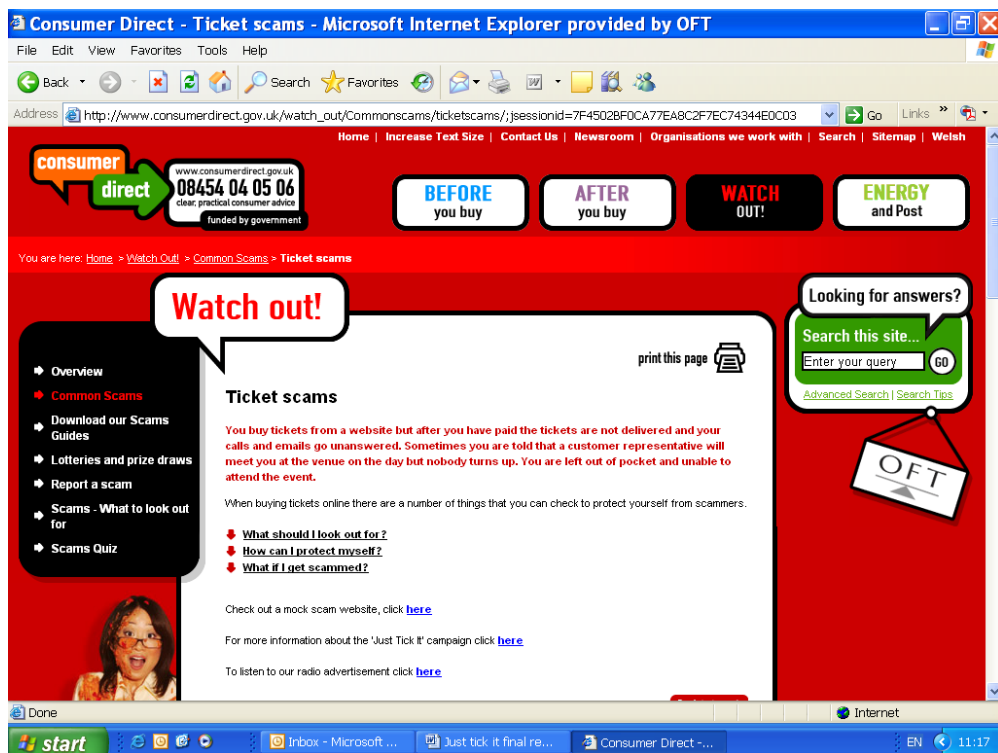 Consumer Direct - Ticket scams - Microsoft Internet Explorer provided by OFT
File Edit View Favorites Tools Help
Back Search Favorites
Address http://www.consumerdirect.gov.uk/watch_out/Commonscams/ticketscams/;jsessionid=7F4502BF0CA77EA8C2F7EC74344E0C03 Go Links »
Home | Increase Text Size | Contact Us | Newsroom | Organisations we work with | Search | Sitemap | Welsh
consumer
direct
www.consumerdirect.gov.uk
08454 04 05 06
clear, practical consumer advice
funded by government
BEFORE
you buy
AFTER
you buy
WATCH
OUT!
ENERGY
and Post
You are here: Home > Watch Out! > Common Scams > Ticket scams
Watch out!
Looking for answers?
Search this site...
Enter your query GO
Advanced Search | Search Tips
OFT
Overview
Common Scams
Download our Scams
Guides
Lotteries and prize draws
Report a scam
Scams - What to look out
for
Scams Quiz
print this page
Ticket scams
You buy tickets from a website but after you have paid the tickets are not delivered and your
calls and emails go unanswered. Sometimes you are told that a customer representative will
meet you at the venue on the day but nobody turns up. You are left out of pocket and unable to
attend the event.
When buying tickets online there are a number of things that you can check to protect yourself from scammers.
What should I look out for?
How can I protect myself?
What if I get scammed?
Check out a mock scam website, click here
For more information about the 'Just Tick It' campaign click here
To listen to our radio advertisement click here
Done Internet
start Inbox - Microsoft ... Just tick it final re... Consumer Direct -... EN 11:17